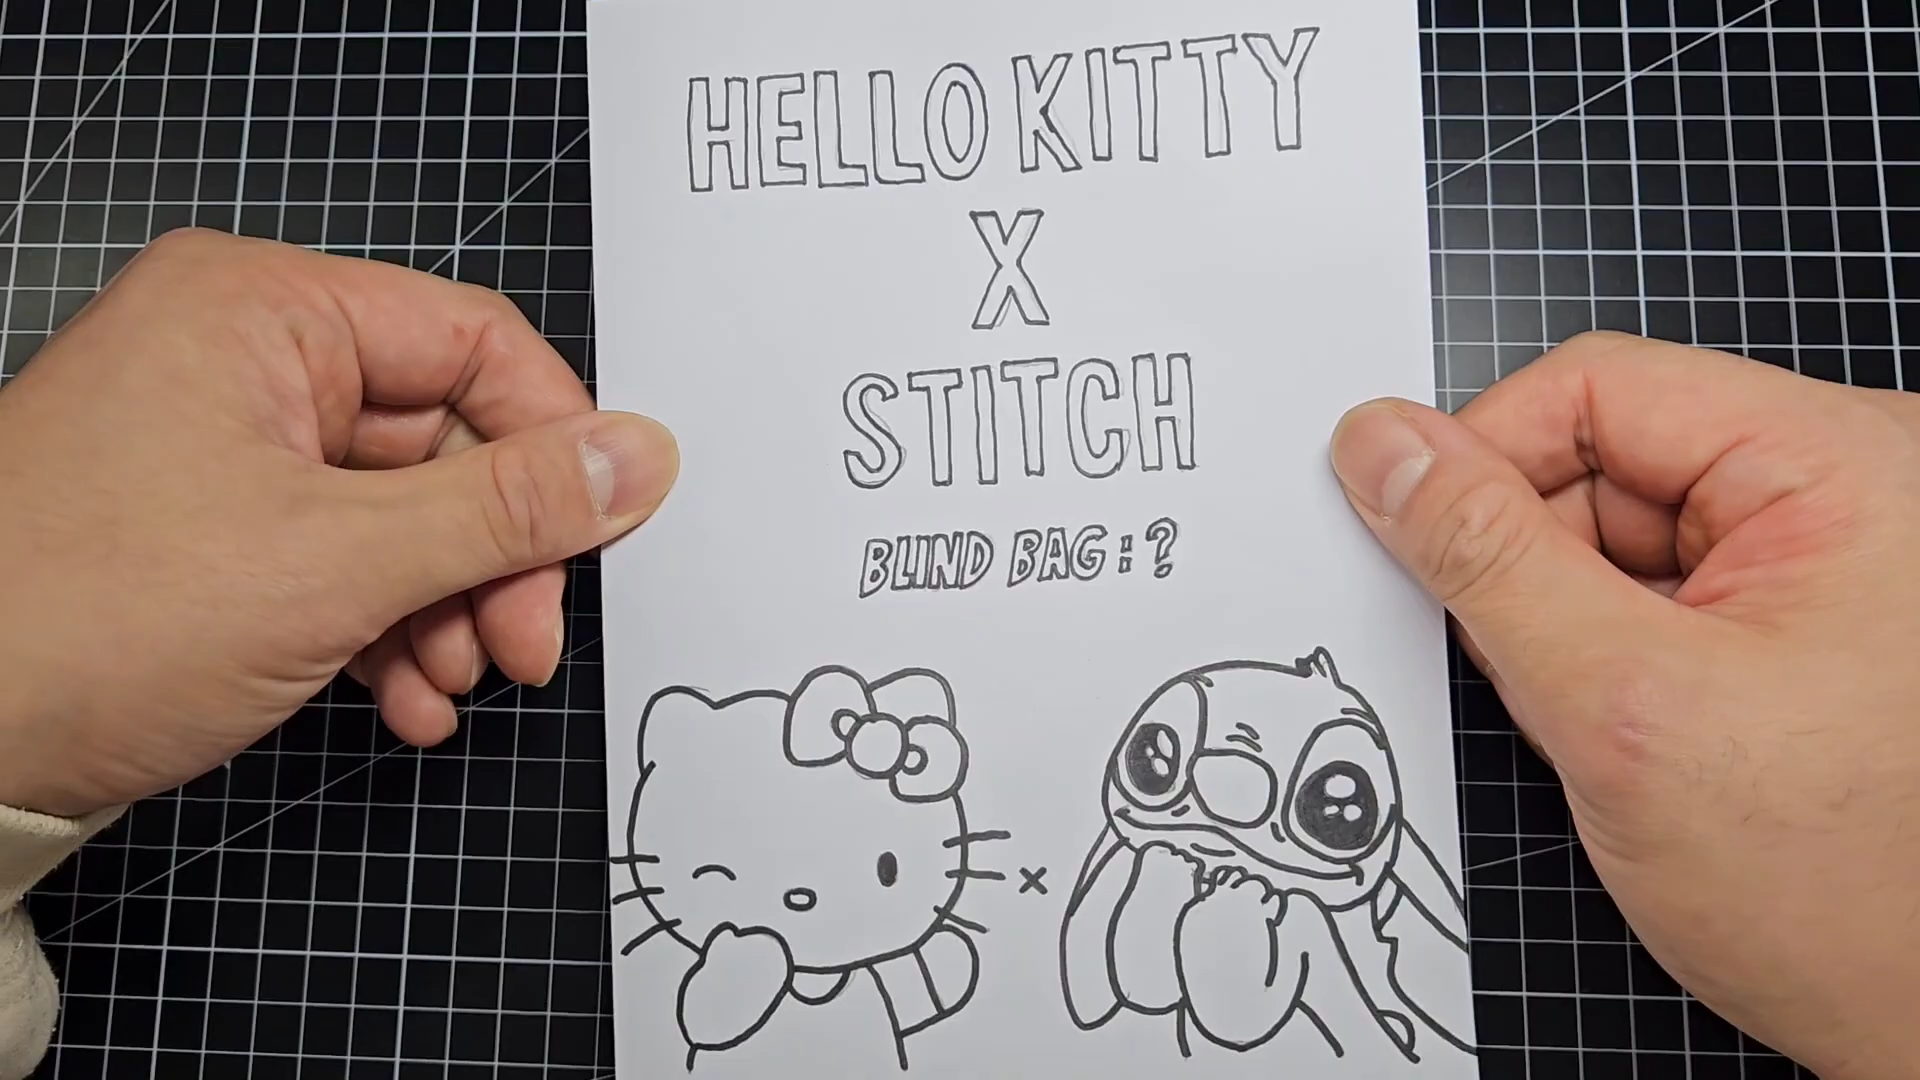 HELLO KITTY
X
STITCH
BLIND BAG : ?
x